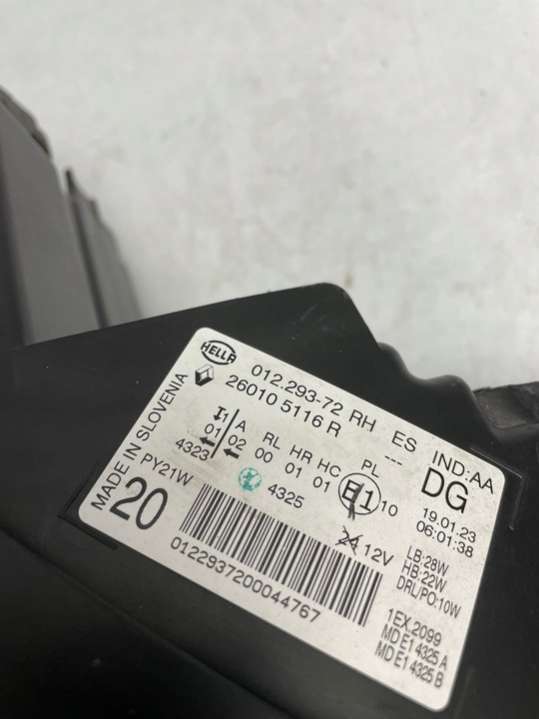 HELLA
012.293-72 RH ES IND:AA
26010 5116 R DG
MADE IN SLOVENIA
1 A RL HR HC PL
01 02 00 01 01 ---
4323 4325 E1 10
19.01.23
06:01:38
PY21W
20
24 12V
LB:28W
HB:22W
DRL/PO:10W
0122937200044767
1EX.2099
MD E1 4325 A
MD E1 4325 B